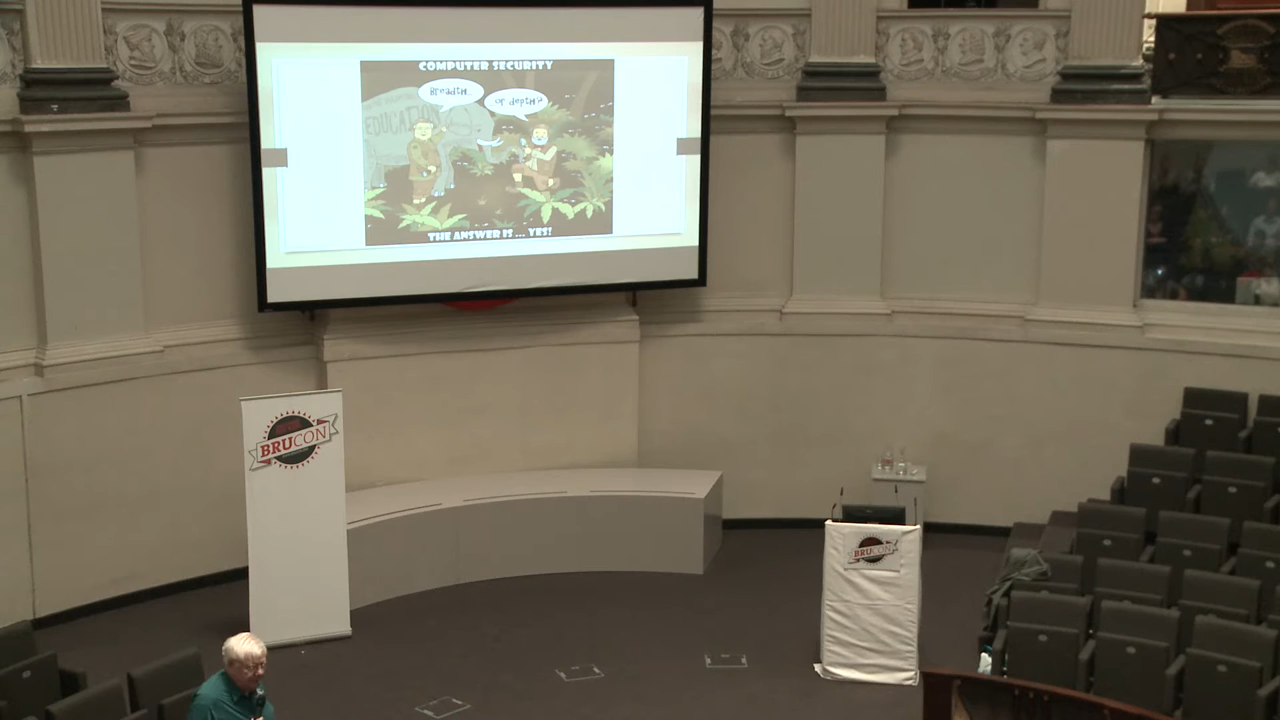 COMPUTER SECURITY
Breadth...
...or depth?!
EDUCATION
THE ANSWER IS ... YES!
BRUCON
BRUCON